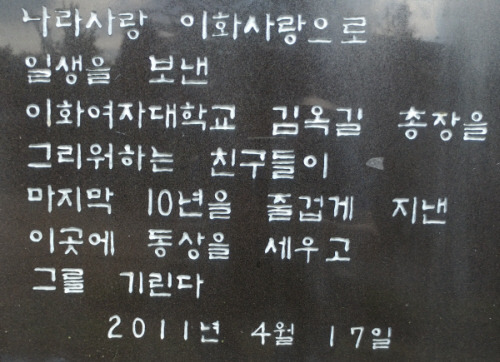 나라사랑 이화사랑으로
일생을 보낸
이화여자대학교 김옥길 총장을
그리워하는 친구들이
마지막 10년을 줄겁게 지낸
이곳에 동상을 세우고
그를 기린다
2011년 4월 17일